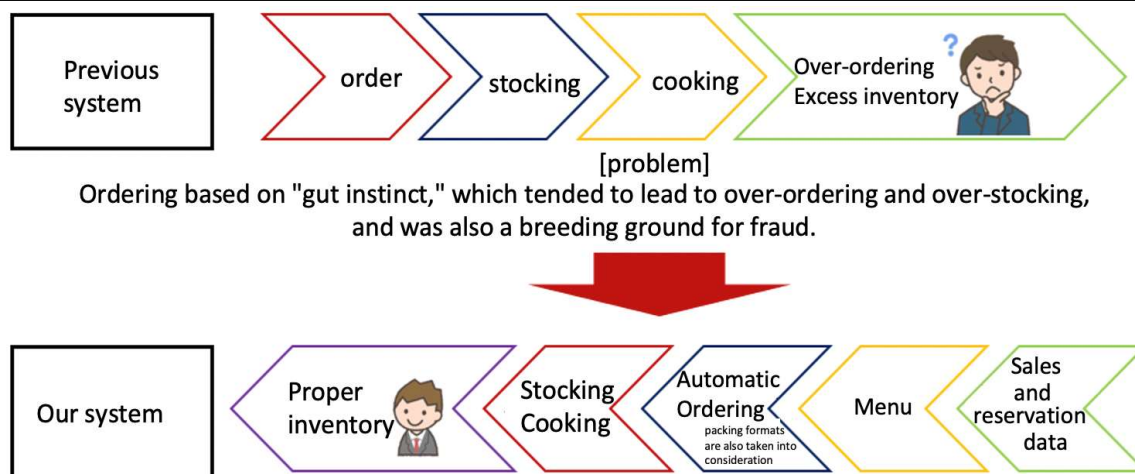 Previous
system
order
stocking
cooking
Over-ordering
Excess inventory
?
[problem]
Ordering based on "gut instinct," which tended to lead to over-ordering and over-stocking,
and was also a breeding ground for fraud.
Our system
Proper
inventory
Stocking
Cooking
Automatic
Ordering
packing formats
are also taken into
consideration
Menu
Sales
and
reservation
data